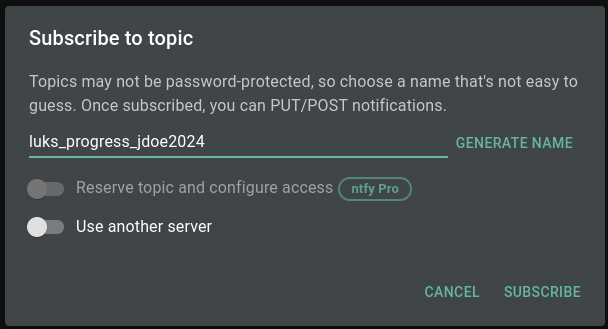 Subscribe to topic
Topics may not be password-protected, so choose a name that's not easy to
guess. Once subscribed, you can PUT/POST notifications.
luks_progress_jdoe2024 GENERATE NAME
Reserve topic and configure access ntfy Pro
Use another server
CANCEL SUBSCRIBE